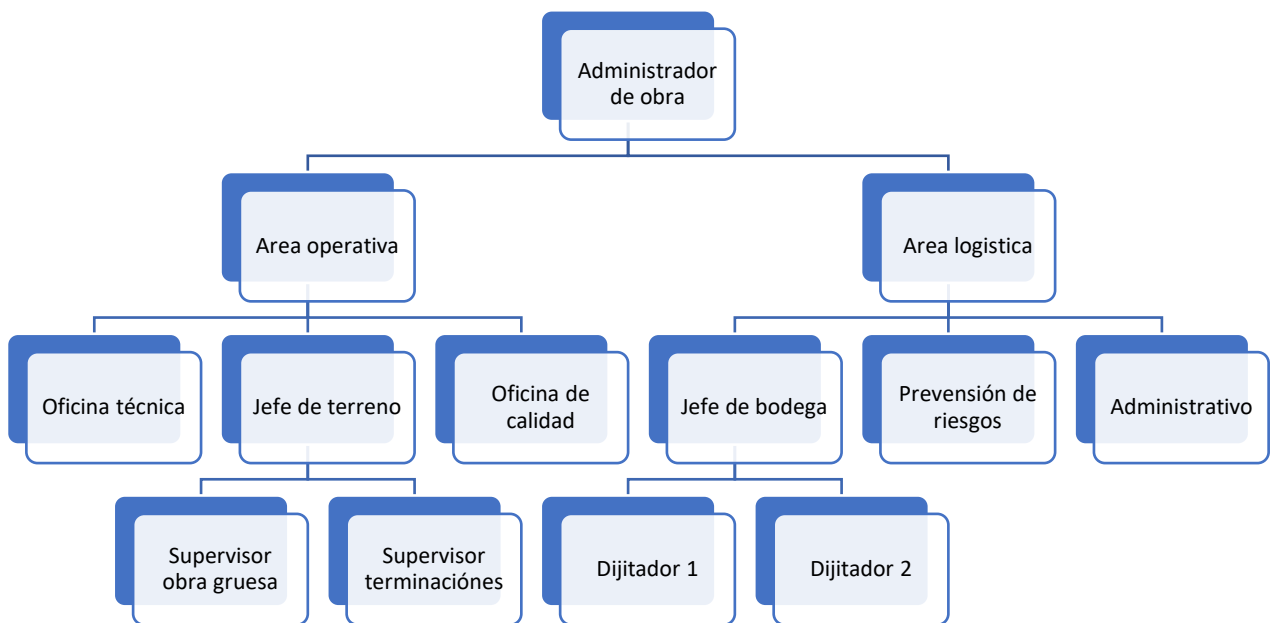 Administrador
de obra
Area operativa
Area logistica
Oficina técnica
Jefe de terreno
Oficina de
calidad
Jefe de bodega
Prevención de
riesgos
Administrativo
Supervisor
obra gruesa
Supervisor
terminaciónes
Dijitador 1
Dijitador 2